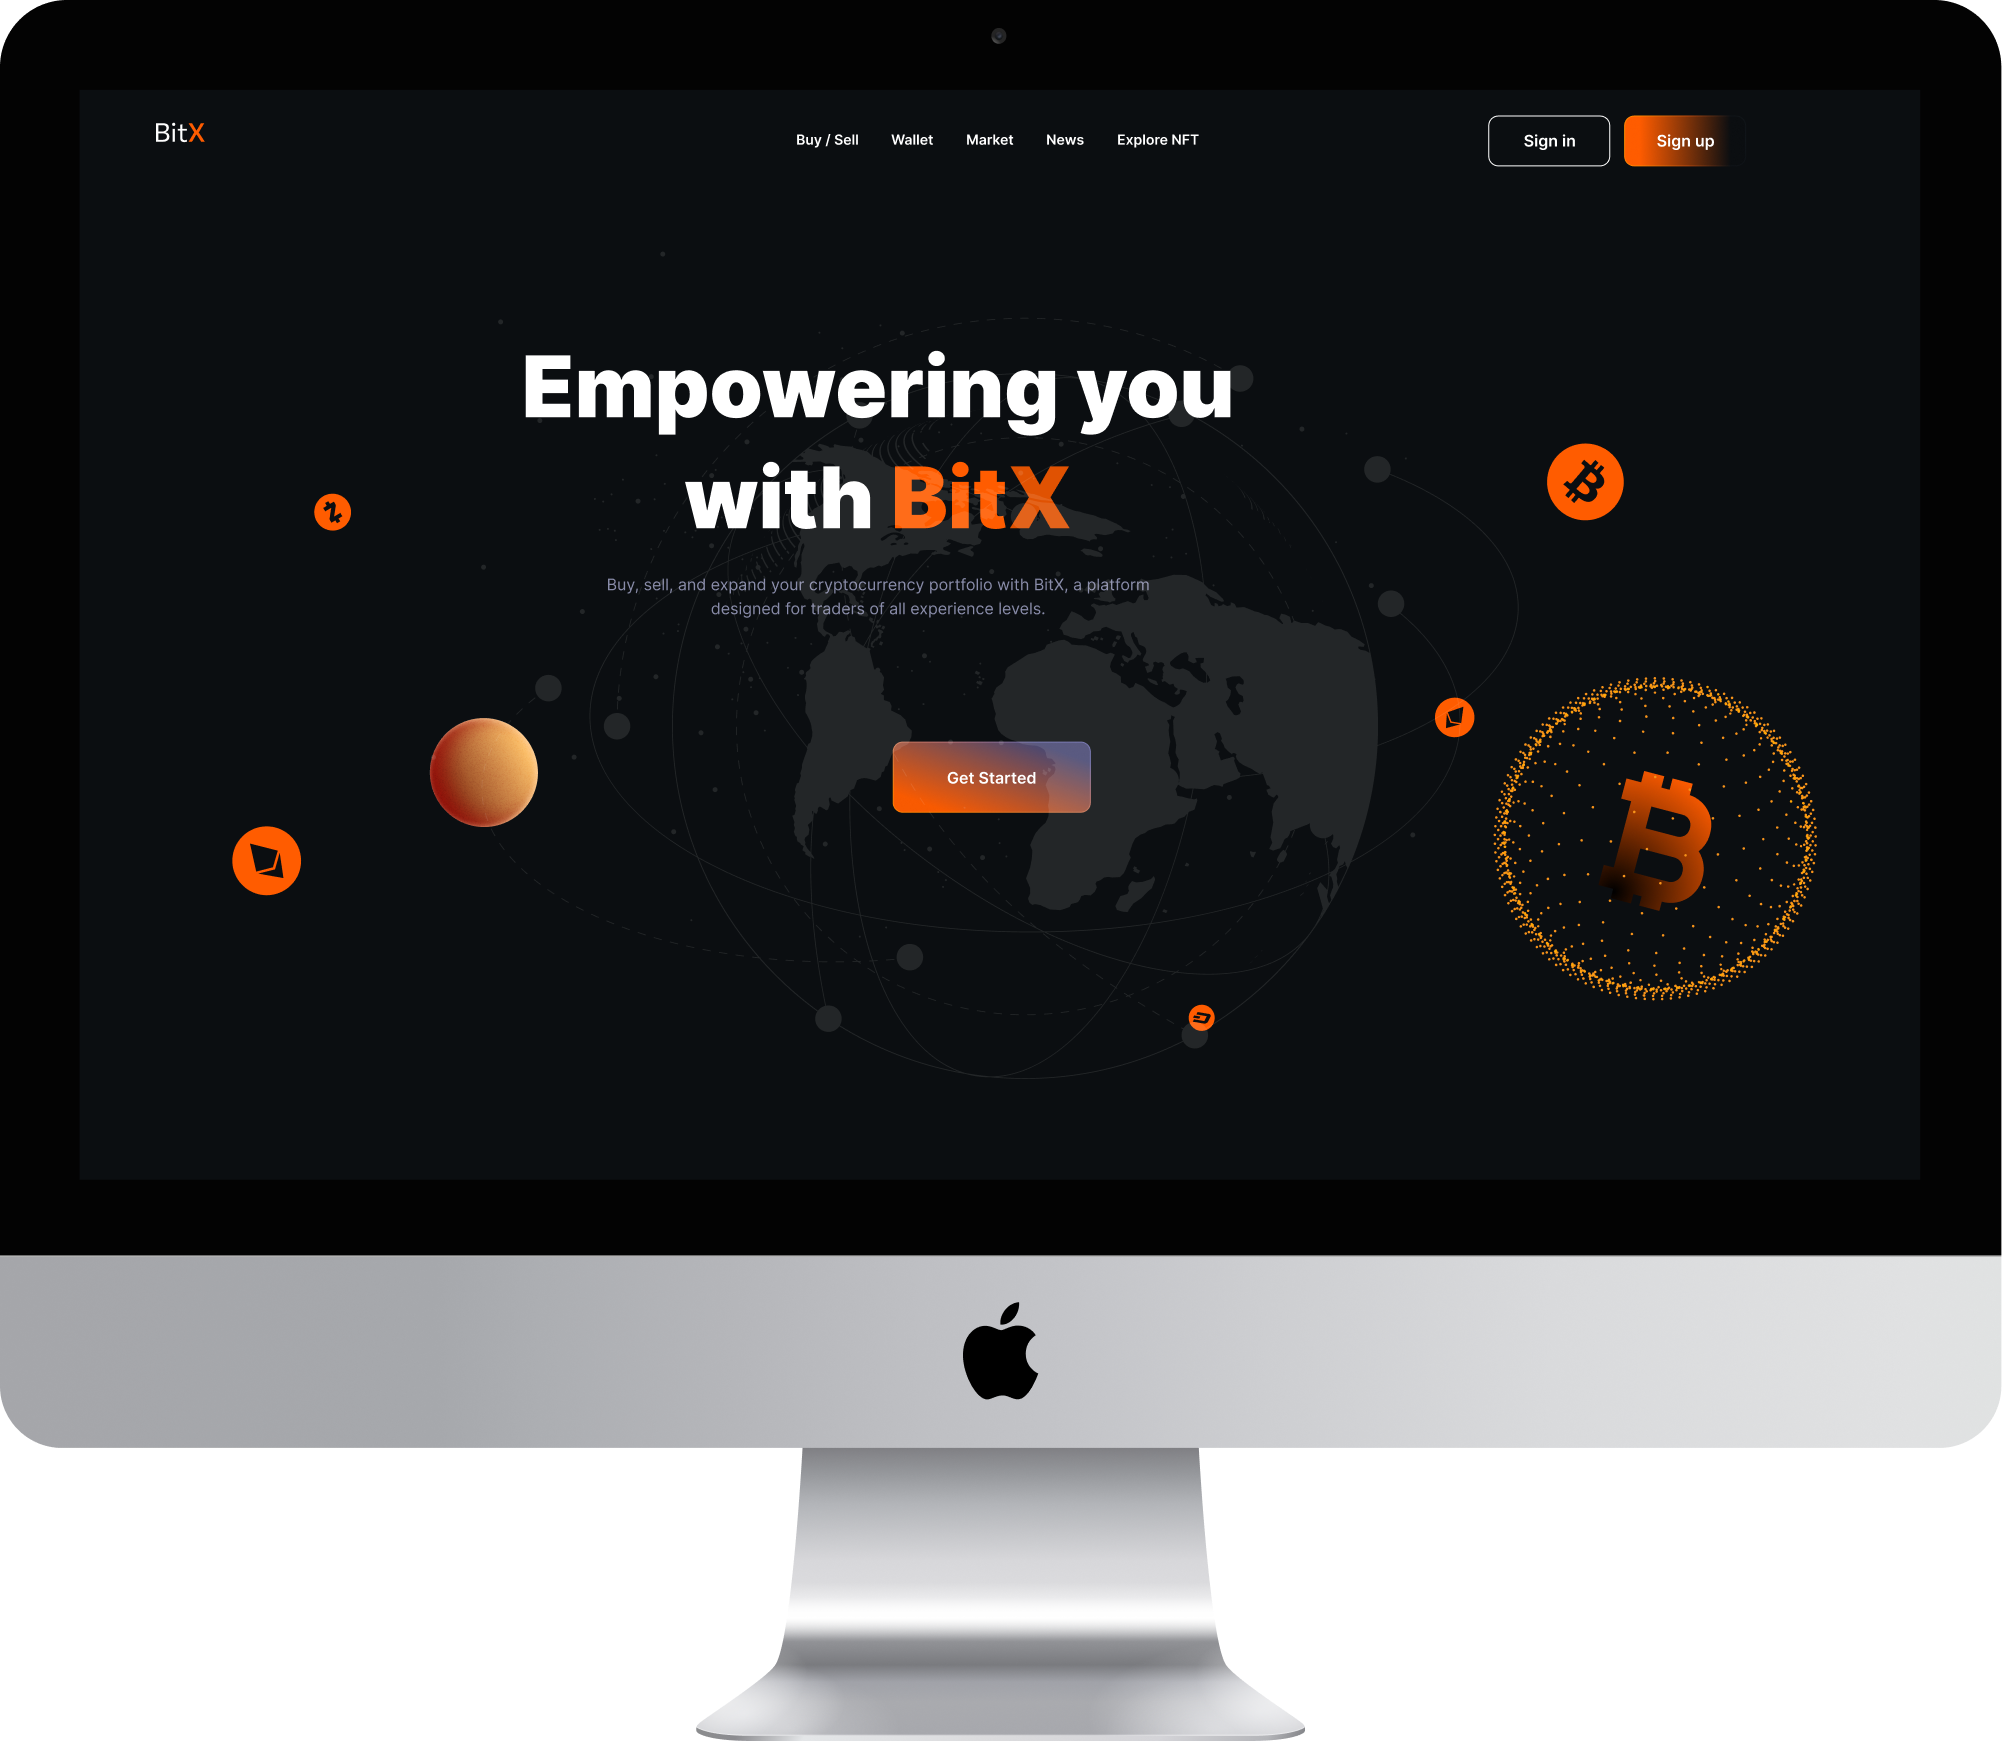 BitX
Buy / Sell Wallet Market News Explore NFT
Sign in Sign up
Empowering you
with BitX
Buy, sell, and expand your cryptocurrency portfolio with BitX, a platform
designed for traders of all experience levels.
Get Started